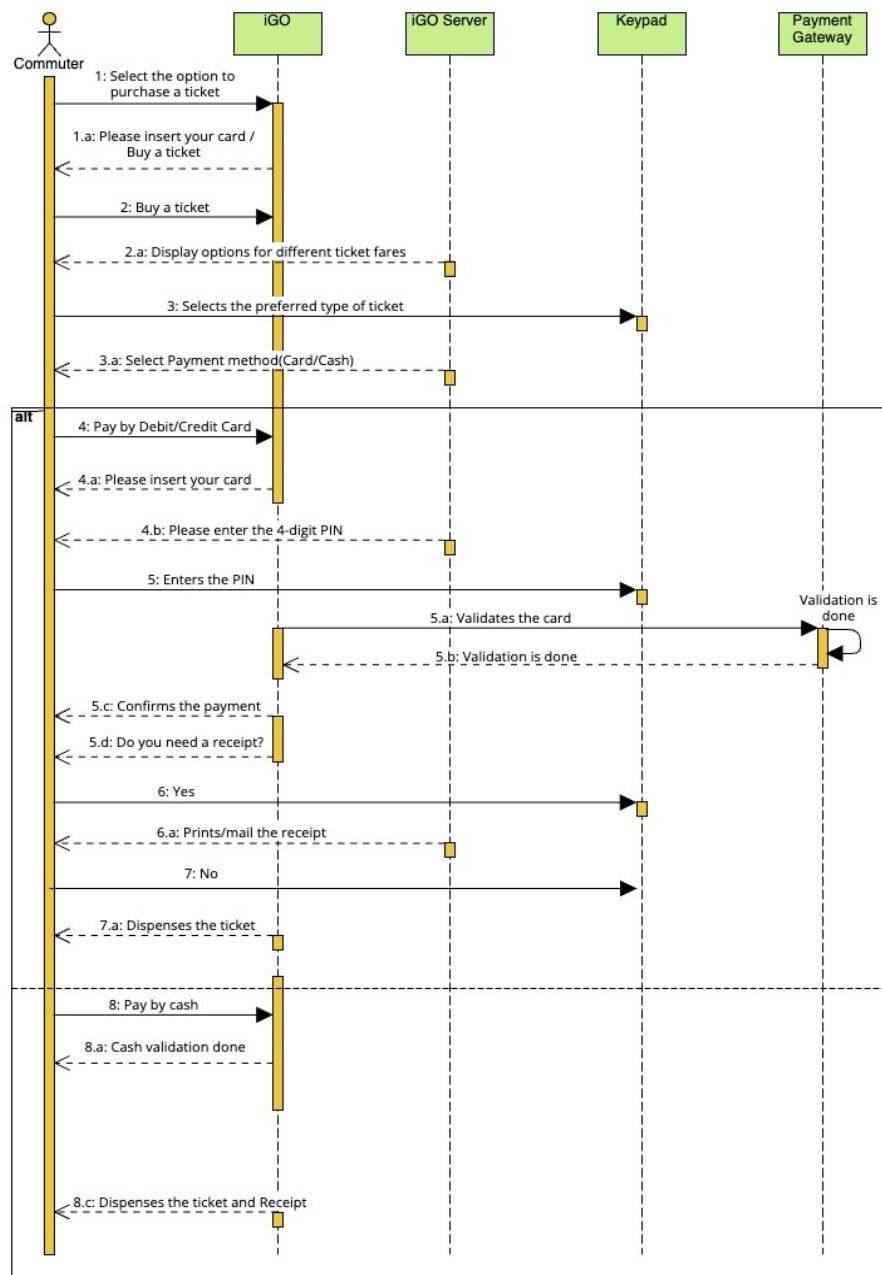 iGO
iGO Server
Keypad
Payment
Gateway
Commuter
1: Select the option to
purchase a ticket
1.a: Please insert your card /
Buy a ticket
2: Buy a ticket
2.a: Display options for different ticket fares
3: Selects the preferred type of ticket
3.a: Select Payment method(Card/Cash)
alt
4: Pay by Debit/Credit Card
4.a: Please insert your card
4.b: Please enter the 4-digit PIN
5: Enters the PIN
Validation is
done
5.a: Validates the card
5.b: Validation is done
5.c: Confirms the payment
5.d: Do you need a receipt?
6: Yes
6.a: Prints/mail the receipt
7: No
7.a: Dispenses the ticket
8: Pay by cash
8.a: Cash validation done
8.c: Dispenses the ticket and Receipt